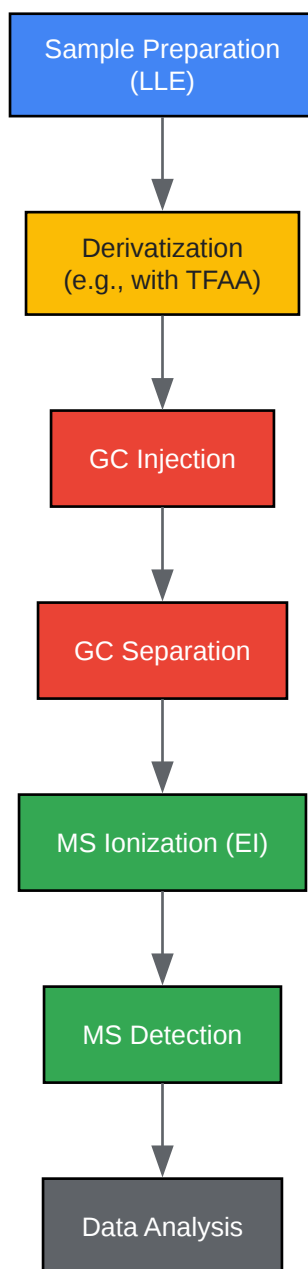 Sample Preparation
(LLE)
Derivatization
(e.g., with TFAA)
GC Injection
GC Separation
MS Ionization (EI)
MS Detection
Data Analysis